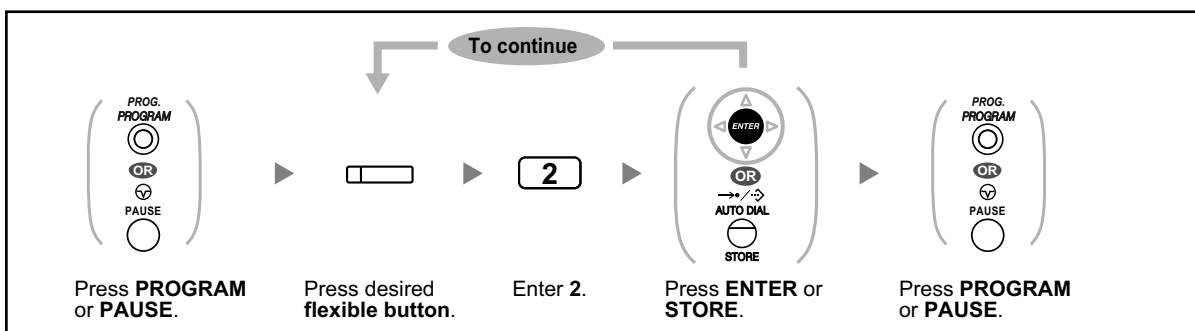 To continue
PROG.
PROGRAM
OR
PAUSE
2
ENTER
OR
AUTO DIAL
STORE
PROG.
PROGRAM
OR
PAUSE
Press PROGRAM
or PAUSE.
Press desired
flexible button.
Enter 2.
Press ENTER or
STORE.
Press PROGRAM
or PAUSE.